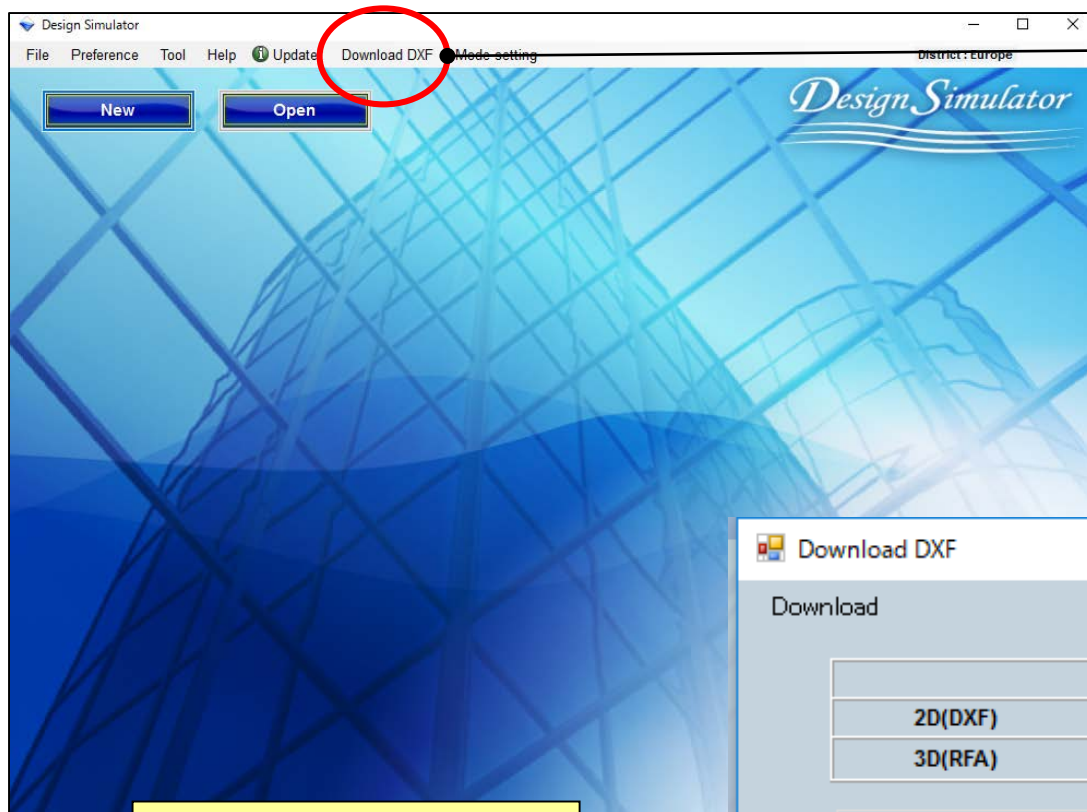 Design Simulator
File Preference Tool Help Update Download DXF Mode setting District : Europe
New Open
Design Simulator
Download DXF
Download
2D(DXF)
3D(RFA)